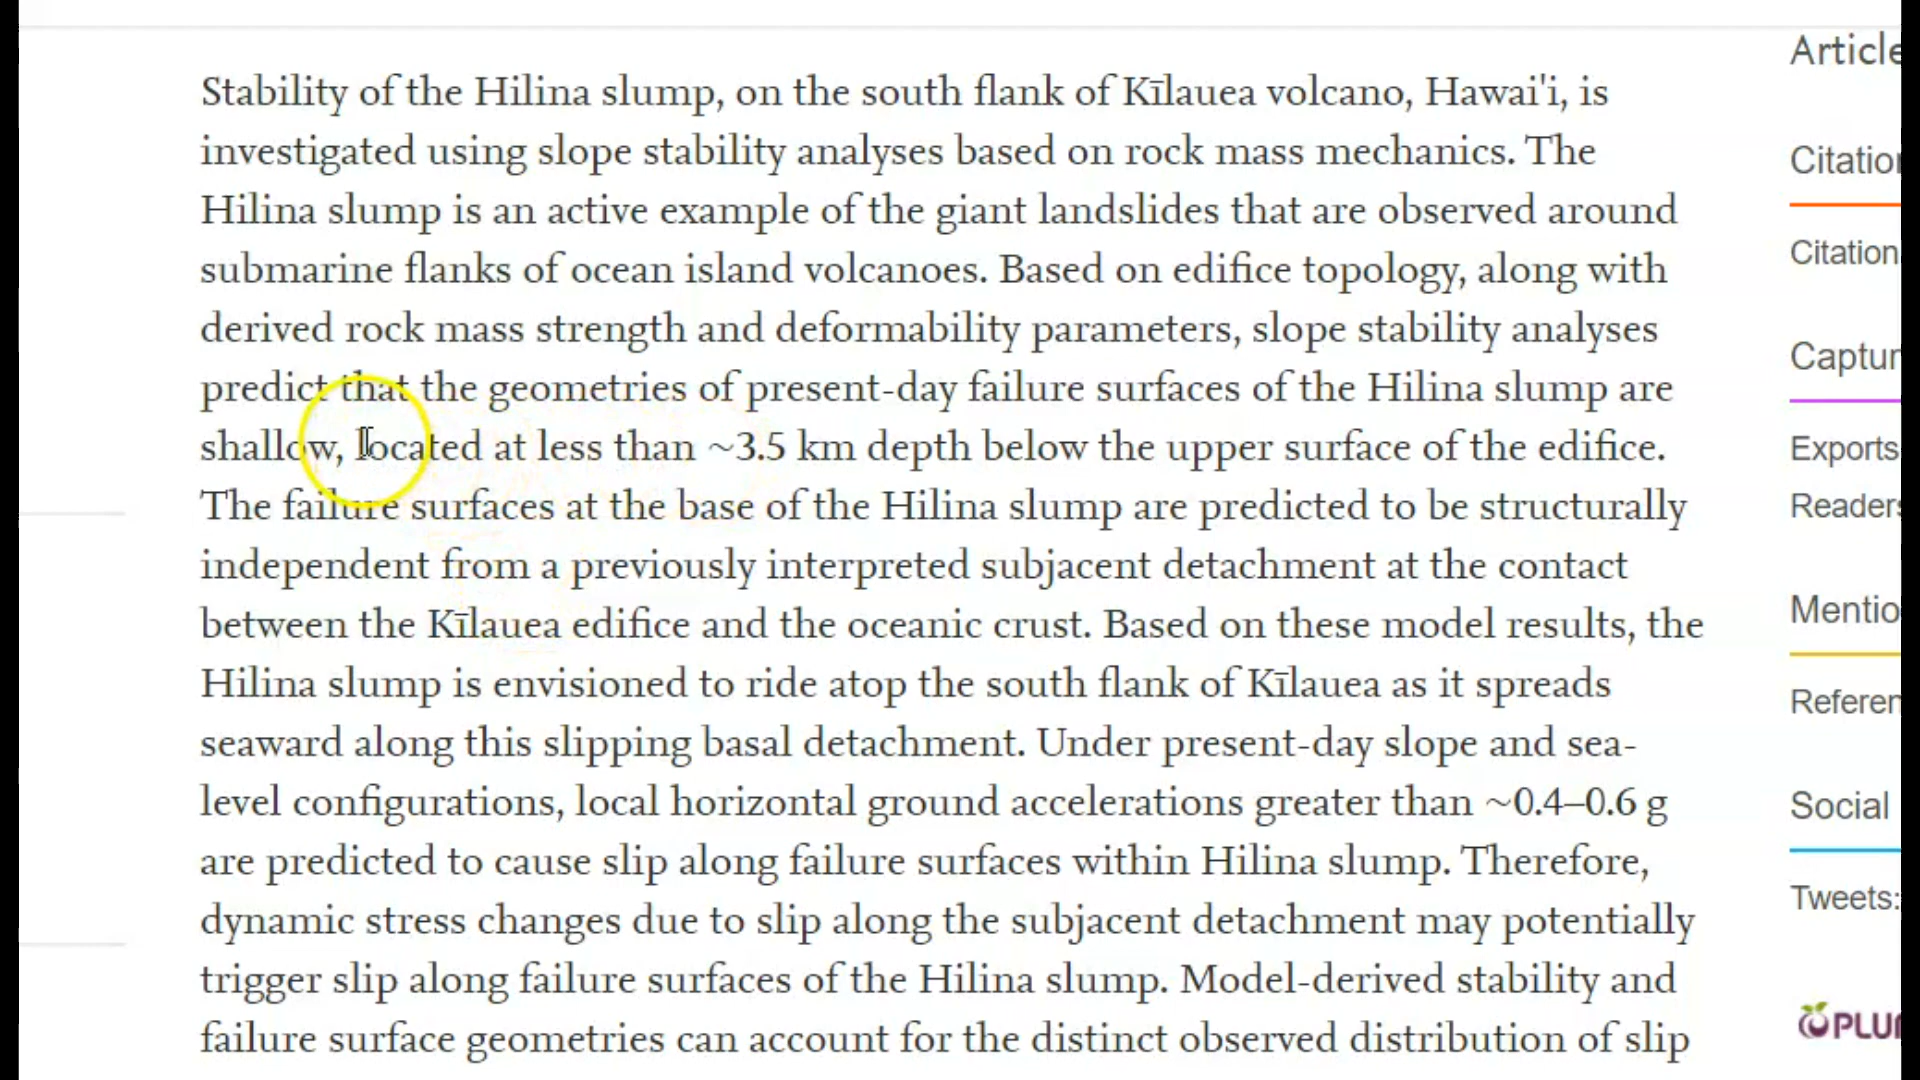 Stability of the Hilina slump, on the south flank of Kīlauea volcano, Hawai'i, is
investigated using slope stability analyses based on rock mass mechanics. The
Hilina slump is an active example of the giant landslides that are observed around
submarine flanks of ocean island volcanoes. Based on edifice topology, along with
derived rock mass strength and deformability parameters, slope stability analyses
predict that the geometries of present-day failure surfaces of the Hilina slump are
shallow, located at less than ~3.5 km depth below the upper surface of the edifice.
The failure surfaces at the base of the Hilina slump are predicted to be structurally
independent from a previously interpreted subjacent detachment at the contact
between the Kīlauea edifice and the oceanic crust. Based on these model results, the
Hilina slump is envisioned to ride atop the south flank of Kīlauea as it spreads
seaward along this slipping basal detachment. Under present-day slope and sea-
level configurations, local horizontal ground accelerations greater than ~0.4–0.6 g
are predicted to cause slip along failure surfaces within Hilina slump. Therefore,
dynamic stress changes due to slip along the subjacent detachment may potentially
trigger slip along failure surfaces of the Hilina slump. Model-derived stability and
failure surface geometries can account for the distinct observed distribution of slip
Article
Citatio
Citation
Captur
Exports
Readers
Mentio
Referen
Social
Tweets:
PLU